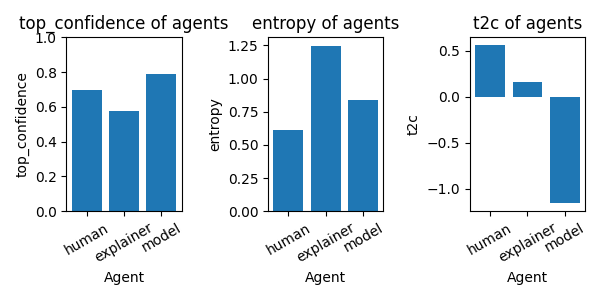 top_confidence of agents
1.0
0.8
0.6
0.4
0.2
0.0
top_confidence
human
explainer
model
Agent
entropy of agents
1.25
1.00
0.75
0.50
0.25
0.00
entropy
human
explainer
model
Agent
t2c of agents
0.5
0.0
−0.5
−1.0
t2c
human
explainer
model
Agent